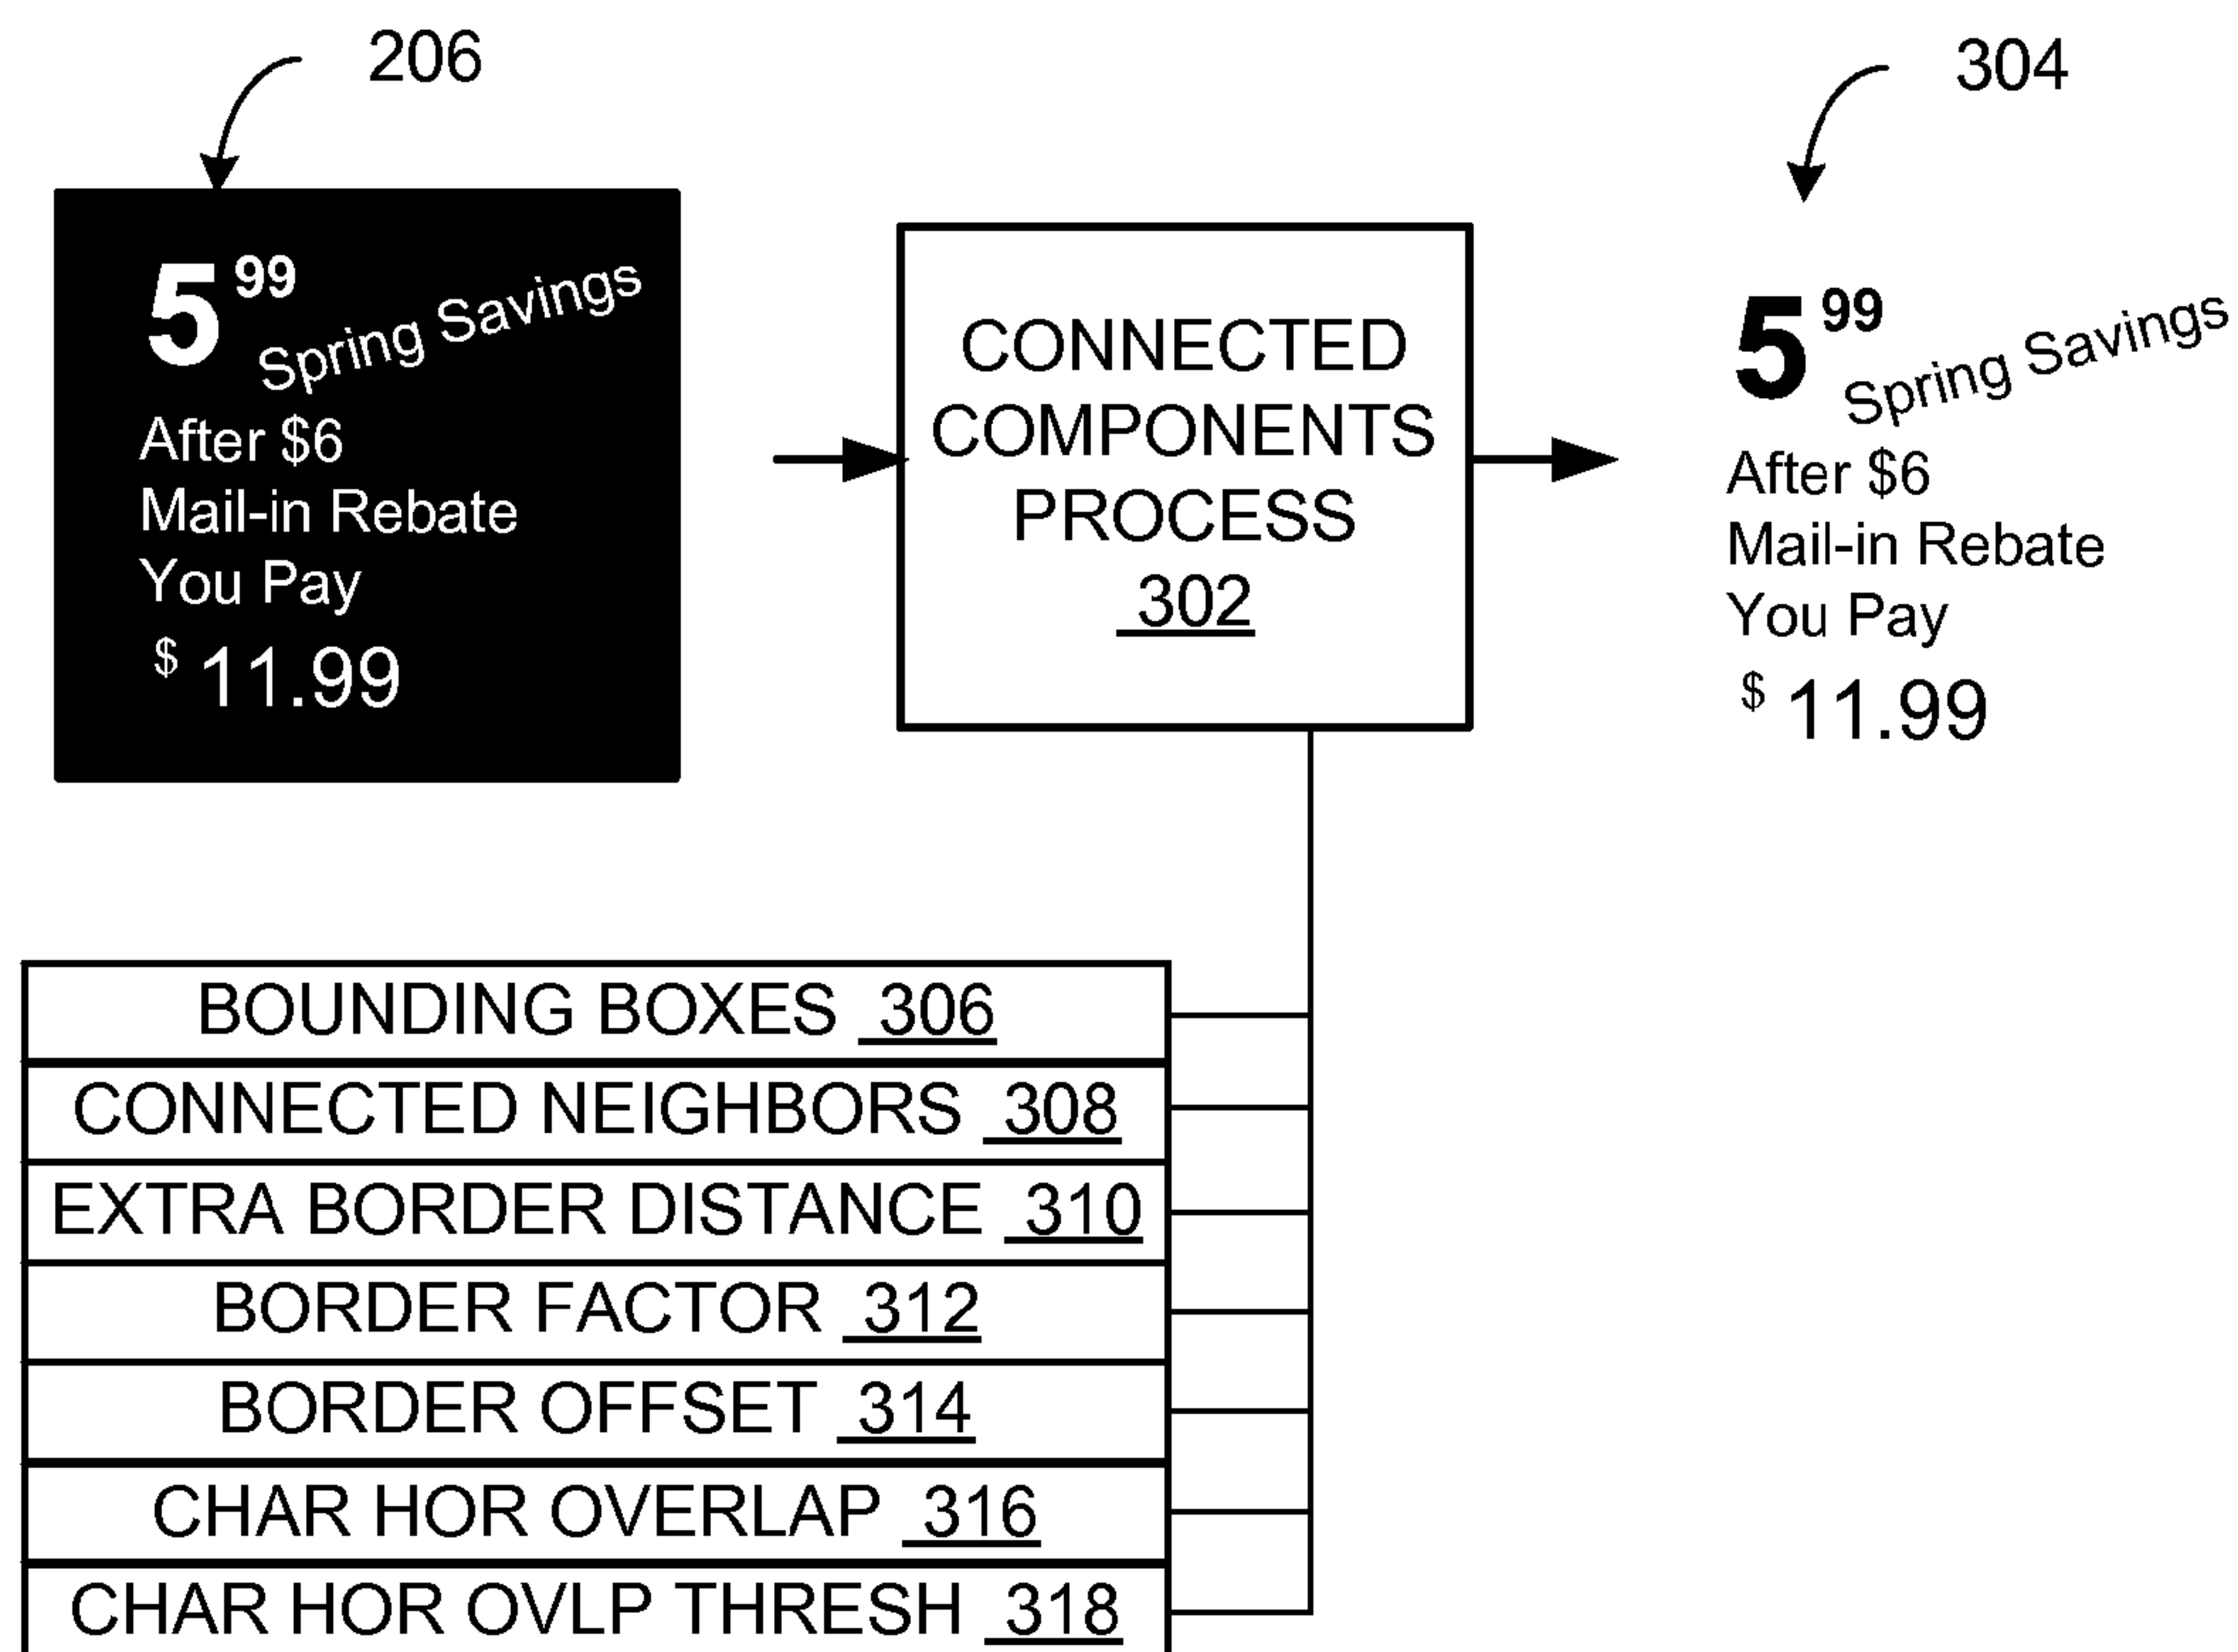 206
5 99
Spring Savings
After $6
Mail-in Rebate
You Pay
$ 11.99
CONNECTED
COMPONENTS
PROCESS
302
304
5 99
Spring Savings
After $6
Mail-in Rebate
You Pay
$ 11.99
BOUNDING BOXES 306
CONNECTED NEIGHBORS 308
EXTRA BORDER DISTANCE 310
BORDER FACTOR 312
BORDER OFFSET 314
CHAR HOR OVERLAP 316
CHAR HOR OVLP THRESH 318